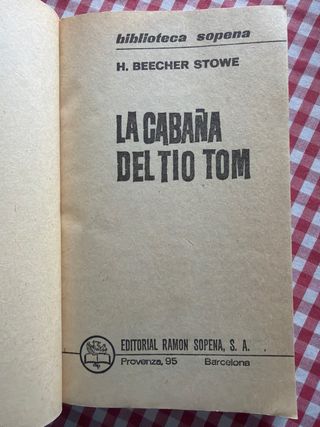 biblioteca sopena
H. BEECHER STOWE
LA CABAÑA
DEL TIO TOM
EDITORIAL RAMON SOPENA, S. A.
Provenza, 95 Barcelona